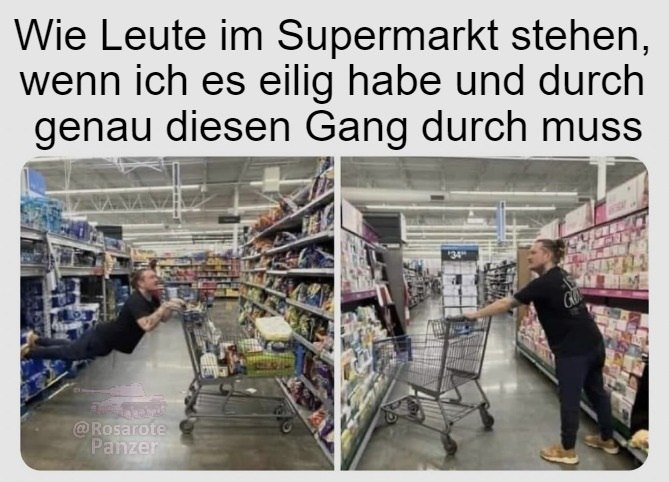 Wie Leute im Supermarkt stehen,
wenn ich es eilig habe und durch
genau diesen Gang durch muss
@Rosarote
Panzer